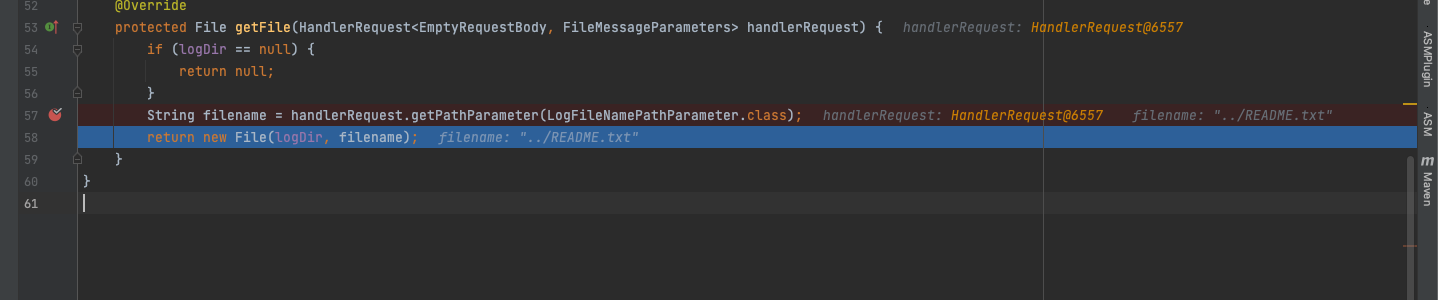 52 @Override
53 protected File getFile(HandlerRequest<EmptyRequestBody, FileMessageParameters> handlerRequest) { handlerRequest: HandlerRequest@6557
54 if (logDir == null) {
55 return null;
56 }
57 String filename = handlerRequest.getPathParameter(LogFileNamePathParameter.class); handlerRequest: HandlerRequest@6557 filename: "../README.txt"
58 return new File(logDir, filename); filename: "../README.txt"
59 }
60 }
61
ASMPlugin
ASM
m Maven